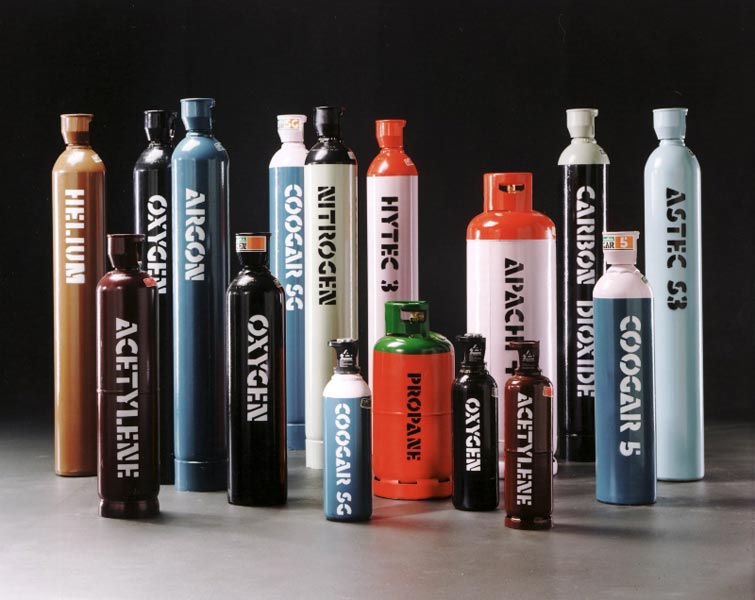 HELIUM
OXYGEN
ARGON
COOGAR SG
NITROGEN
HYTEC 3
CARBON DIOXIDE
ASTEC S3
ACETYLENE
OXYGEN
COOGAR SG
PROPANE
OXYGEN
ACETYLENE
COOGAR 5
5